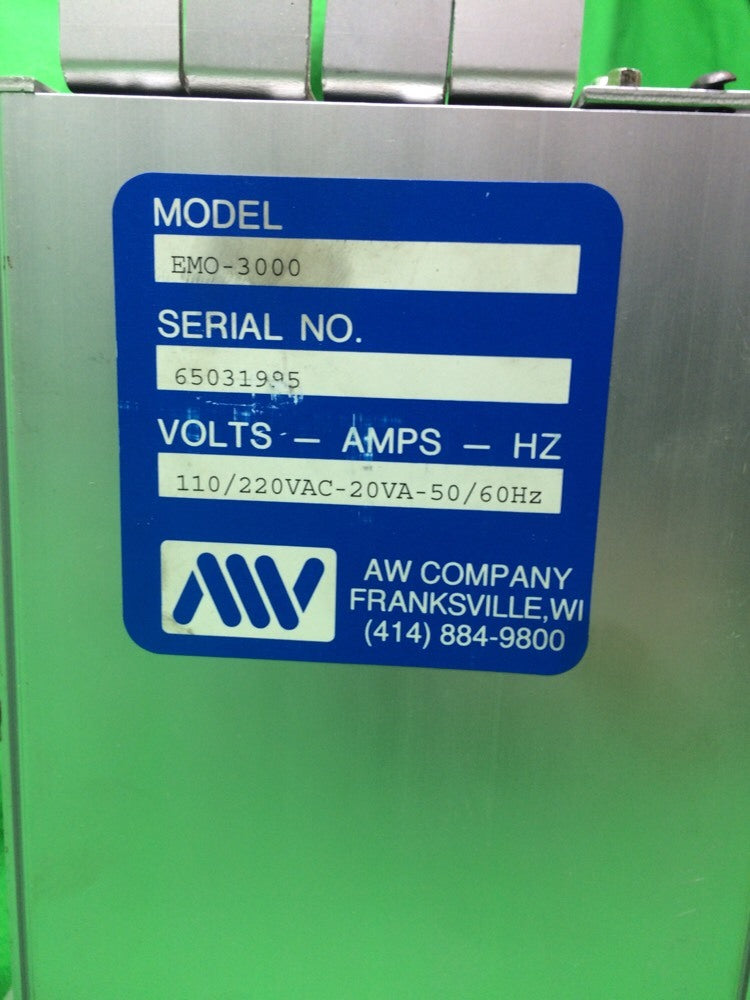 MODEL
EMO-3000
SERIAL NO.
65031995
VOLTS - AMPS - HZ
110/220VAC-20VA-50/60Hz
AW COMPANY
FRANKSVILLE,WI
(414) 884-9800